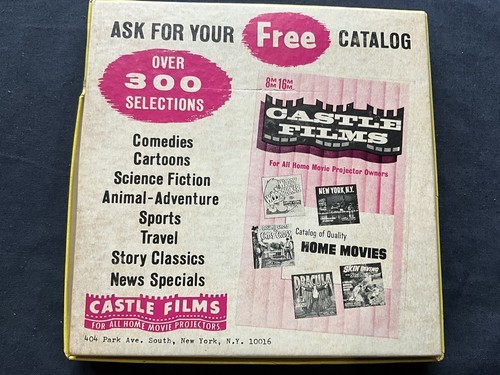 ASK FOR YOUR Free CATALOG
OVER
300
SELECTIONS
Comedies
Cartoons
Science Fiction
Animal-Adventure
Sports
Travel
Story Classics
News Specials
CASTLE FILMS
FOR ALL HOME MOVIE PROJECTORS
404 Park Ave. South, New York, N.Y. 10016
8MM 16MM
CASTLE
FILMS
For All Home Movie Projector Owners
NEW YORK, N.Y.
Catalog of Quality
HOME MOVIES
DRACULA
SKIN DIVING